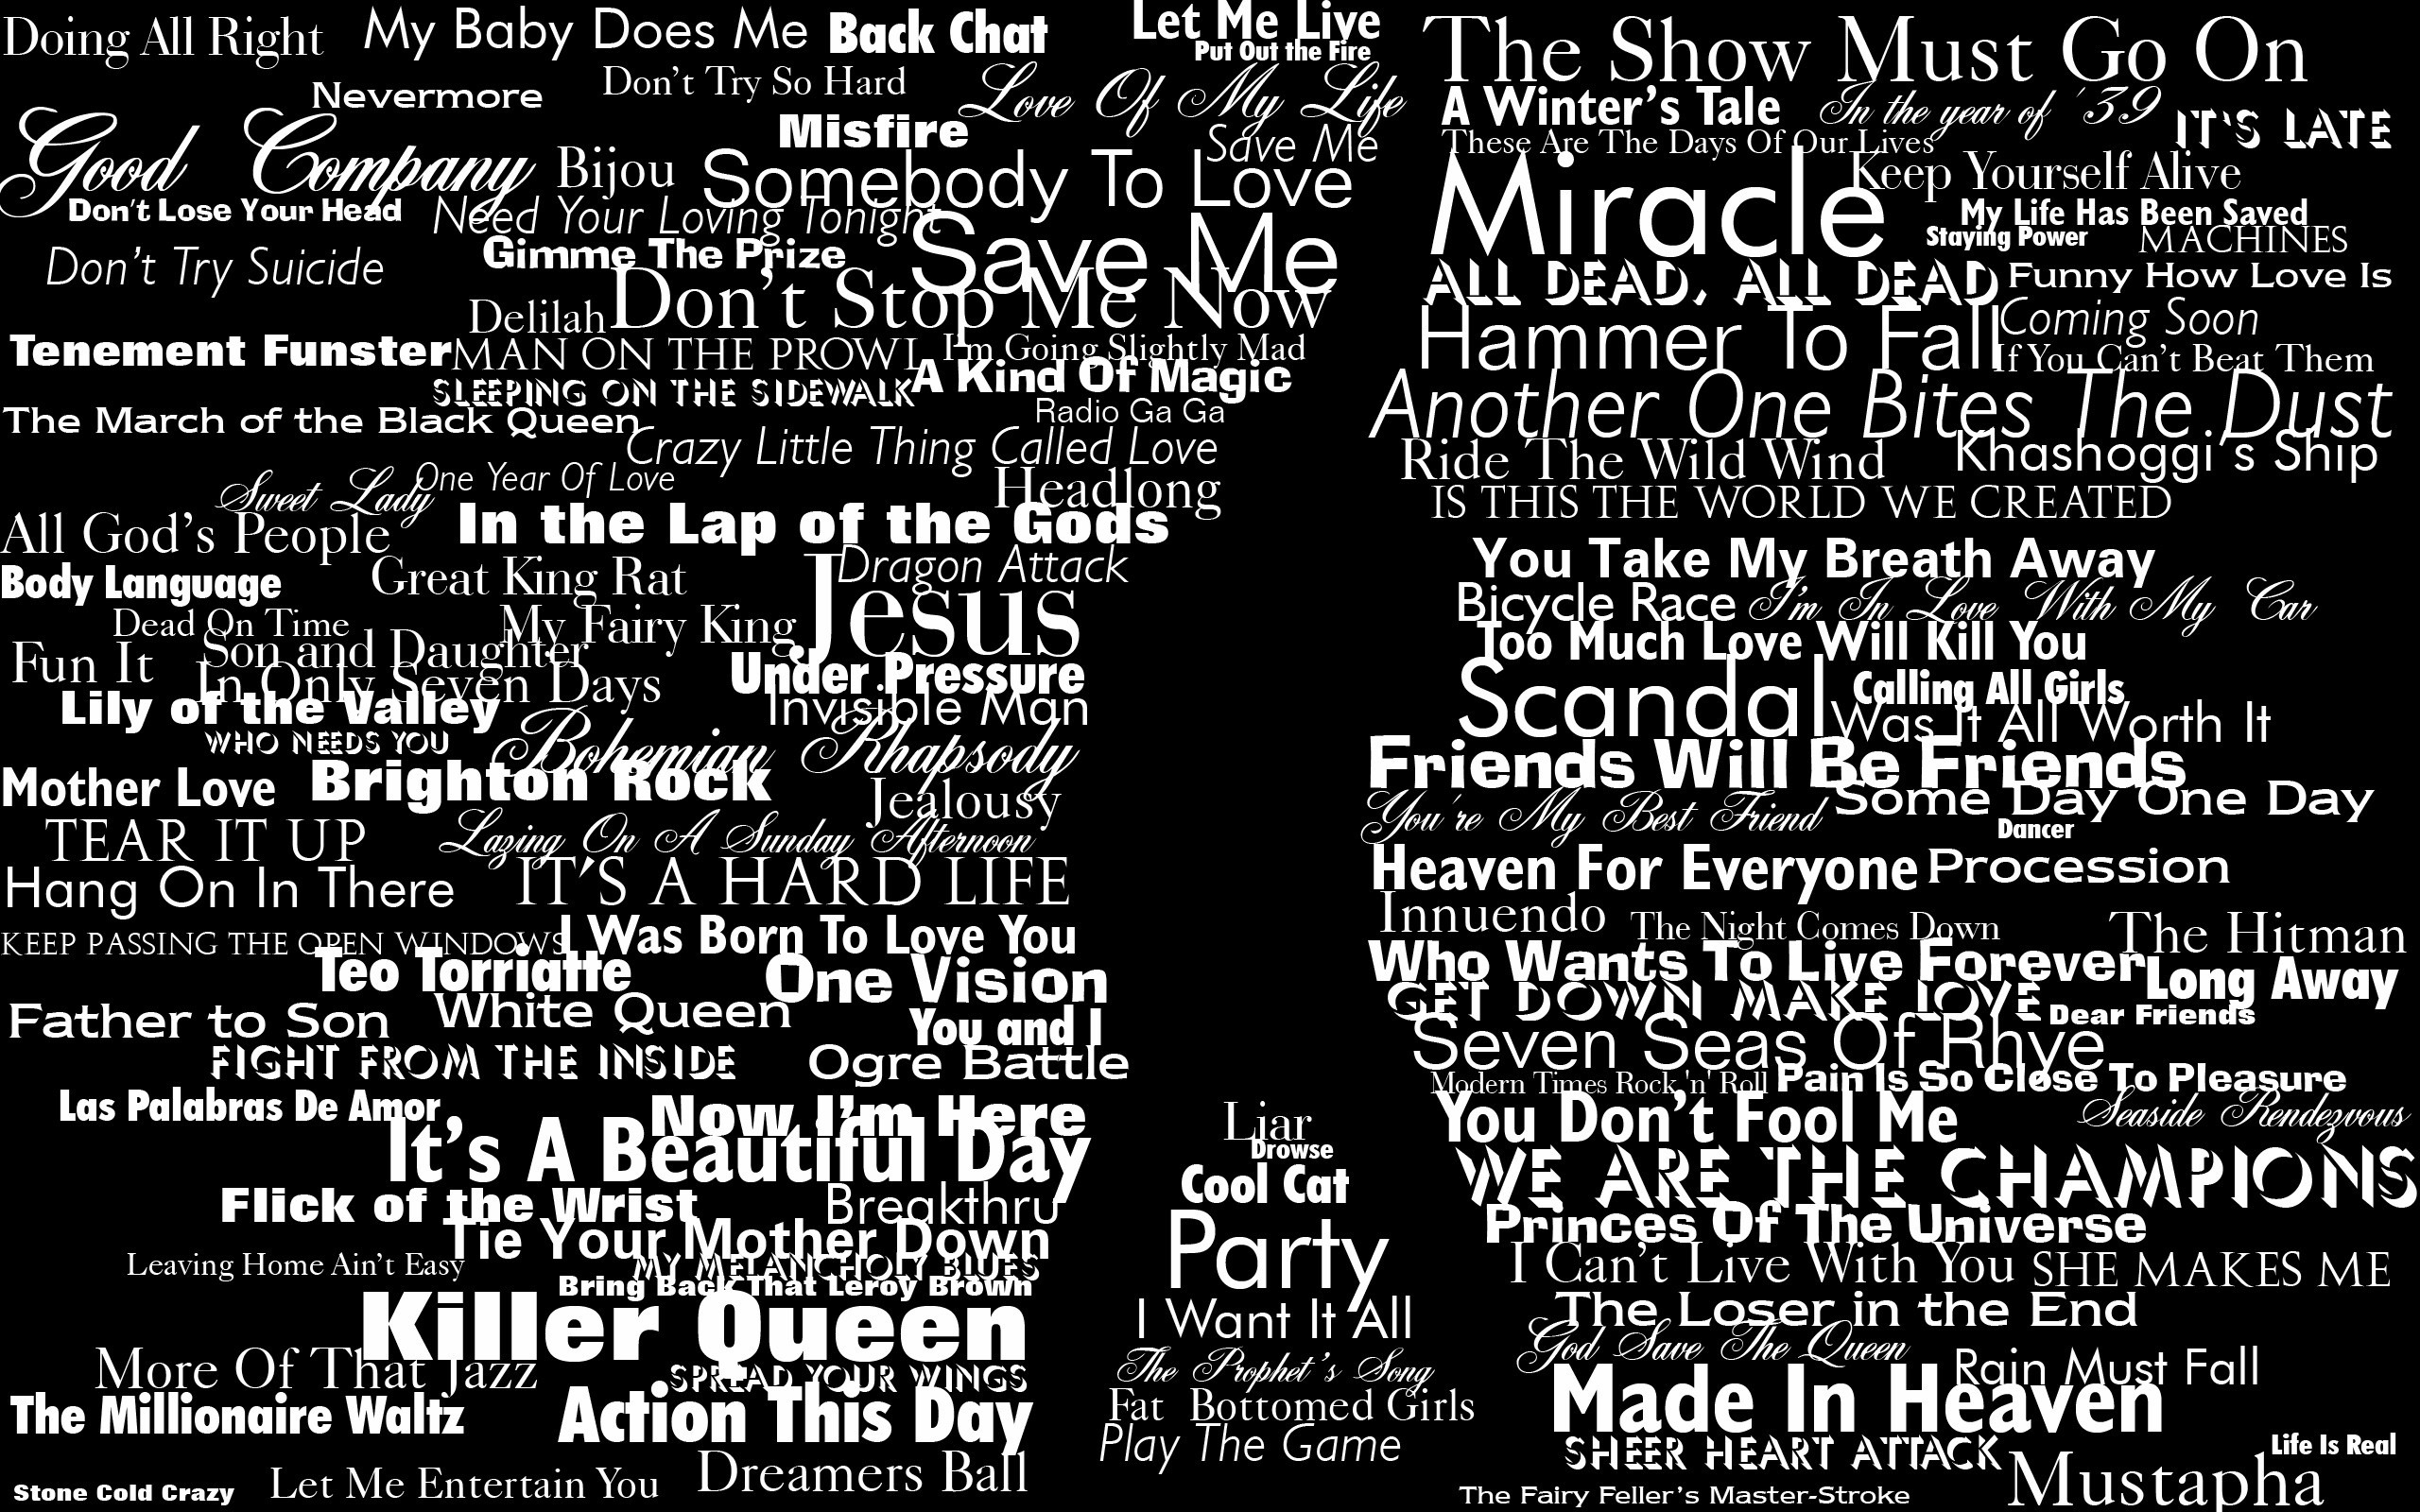 Doing All Right
My Baby Does Me
Back Chat
Let Me Live
Put Out the Fire
Nevermore
Don't Try So Hard
Love Of My Life
Good Company
Misfire
Save Me
Bijou
Somebody To Love
Don't Lose Your Head
Need Your Loving Tonight
Save Me
Don't Try Suicide
Gimme The Prize
Delilah
Don't Stop Me Now
Tenement Funster
MAN ON THE PROWL
I'm Going Slightly Mad
SLEEPING ON THE SIDEWALK
A Kind Of Magic
The March of the Black Queen
Radio Ga Ga
Crazy Little Thing Called Love
Sweet Lady
One Year Of Love
Headlong
All God's People
In the Lap of the Gods
Dragon Attack
Body Language
Great King Rat
Jesus
Dead On Time
My Fairy King
Son and Daughter
Fun It
In Only Seven Days
Under Pressure
Lily of the Valley
Invisible Man
WHO NEEDS YOU
Bohemian Rhapsody
Mother Love
Brighton Rock
Jealousy
TEAR IT UP
Lazing On A Sunday Afternoon
Hang On In There
IT'S A HARD LIFE
KEEP PASSING THE OPEN WINDOWS
I Was Born To Love You
Teo Torriatte
One Vision
Father to Son
White Queen
You and I
FIGHT FROM THE INSIDE
Ogre Battle
Las Palabras De Amor
Now I'm Here
It's A Beautiful Day
Flick of the Wrist
Breakthru
Tie Your Mother Down
Leaving Home Ain't Easy
MY MELANCHOLY BLUES
Bring Back That Leroy Brown
Killer Queen
More Of That Jazz
SPREAD YOUR WINGS
The Millionaire Waltz
Action This Day
Dreamers Ball
Stone Cold Crazy
Let Me Entertain You
Liar
Drowse
Cool Cat
Party
I Want It All
The Prophet's Song
Fat Bottomed Girls
Play The Game
The Show Must Go On
A Winter's Tale
In the year of '39
IT'S LATE
These Are The Days Of Our Lives
Miracle
Keep Yourself Alive
My Life Has Been Saved
Staying Power
MACHINES
ALL DEAD, ALL DEAD
Funny How Love Is
Hammer To Fall
Coming Soon
If You Can't Beat Them
Another One Bites The Dust
Ride The Wild Wind
Khashoggi's Ship
IS THIS THE WORLD WE CREATED
You Take My Breath Away
Bicycle Race
I'm In Love With My Car
Too Much Love Will Kill You
Scandal
Calling All Girls
Was It All Worth It
Friends Will Be Friends
You're My Best Friend
Some Day One Day
Dancer
Heaven For Everyone
Procession
Innuendo
The Night Comes Down
The Hitman
Who Wants To Live Forever
Long Away
GET DOWN MAKE LOVE
Dear Friends
Seven Seas Of Rhye
Modern Times Rock 'n' Roll
Pain Is So Close To Pleasure
You Don't Fool Me
Seaside Rendezvous
WE ARE THE CHAMPIONS
Princes Of The Universe
I Can't Live With You
SHE MAKES ME
The Loser in the End
God Save The Queen
Rain Must Fall
Made In Heaven
SHEER HEART ATTACK
Life Is Real
Mustapha
The Fairy Feller's Master-Stroke